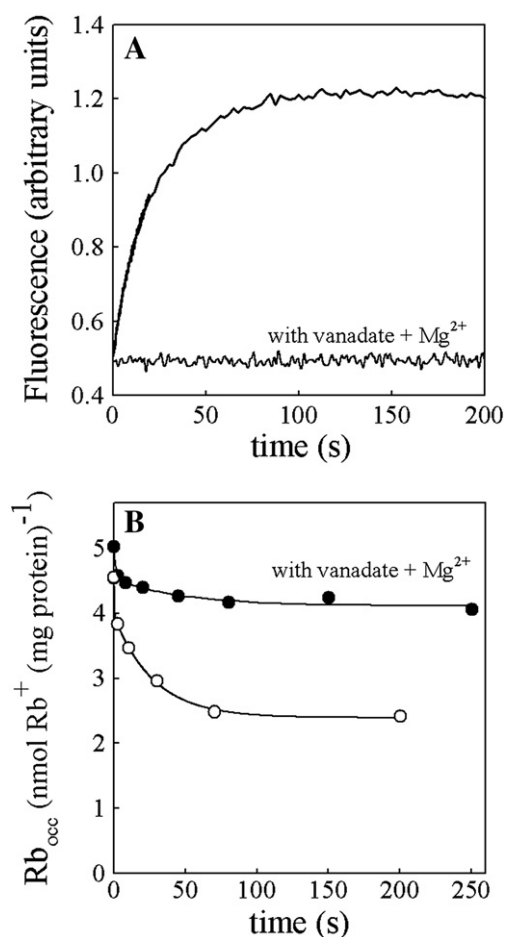 A
Fluorescence (arbitrary units)
1.4
1.2
1.0
0.8
0.6
0.4
with vanadate + Mg²⁺
0
50
100
150
200
time (s)
B
Rb_occ (nmol Rb⁺ (mg protein)⁻¹
5
4
3
2
1
0
with vanadate + Mg²⁺
0
50
100
150
200
250
time (s)